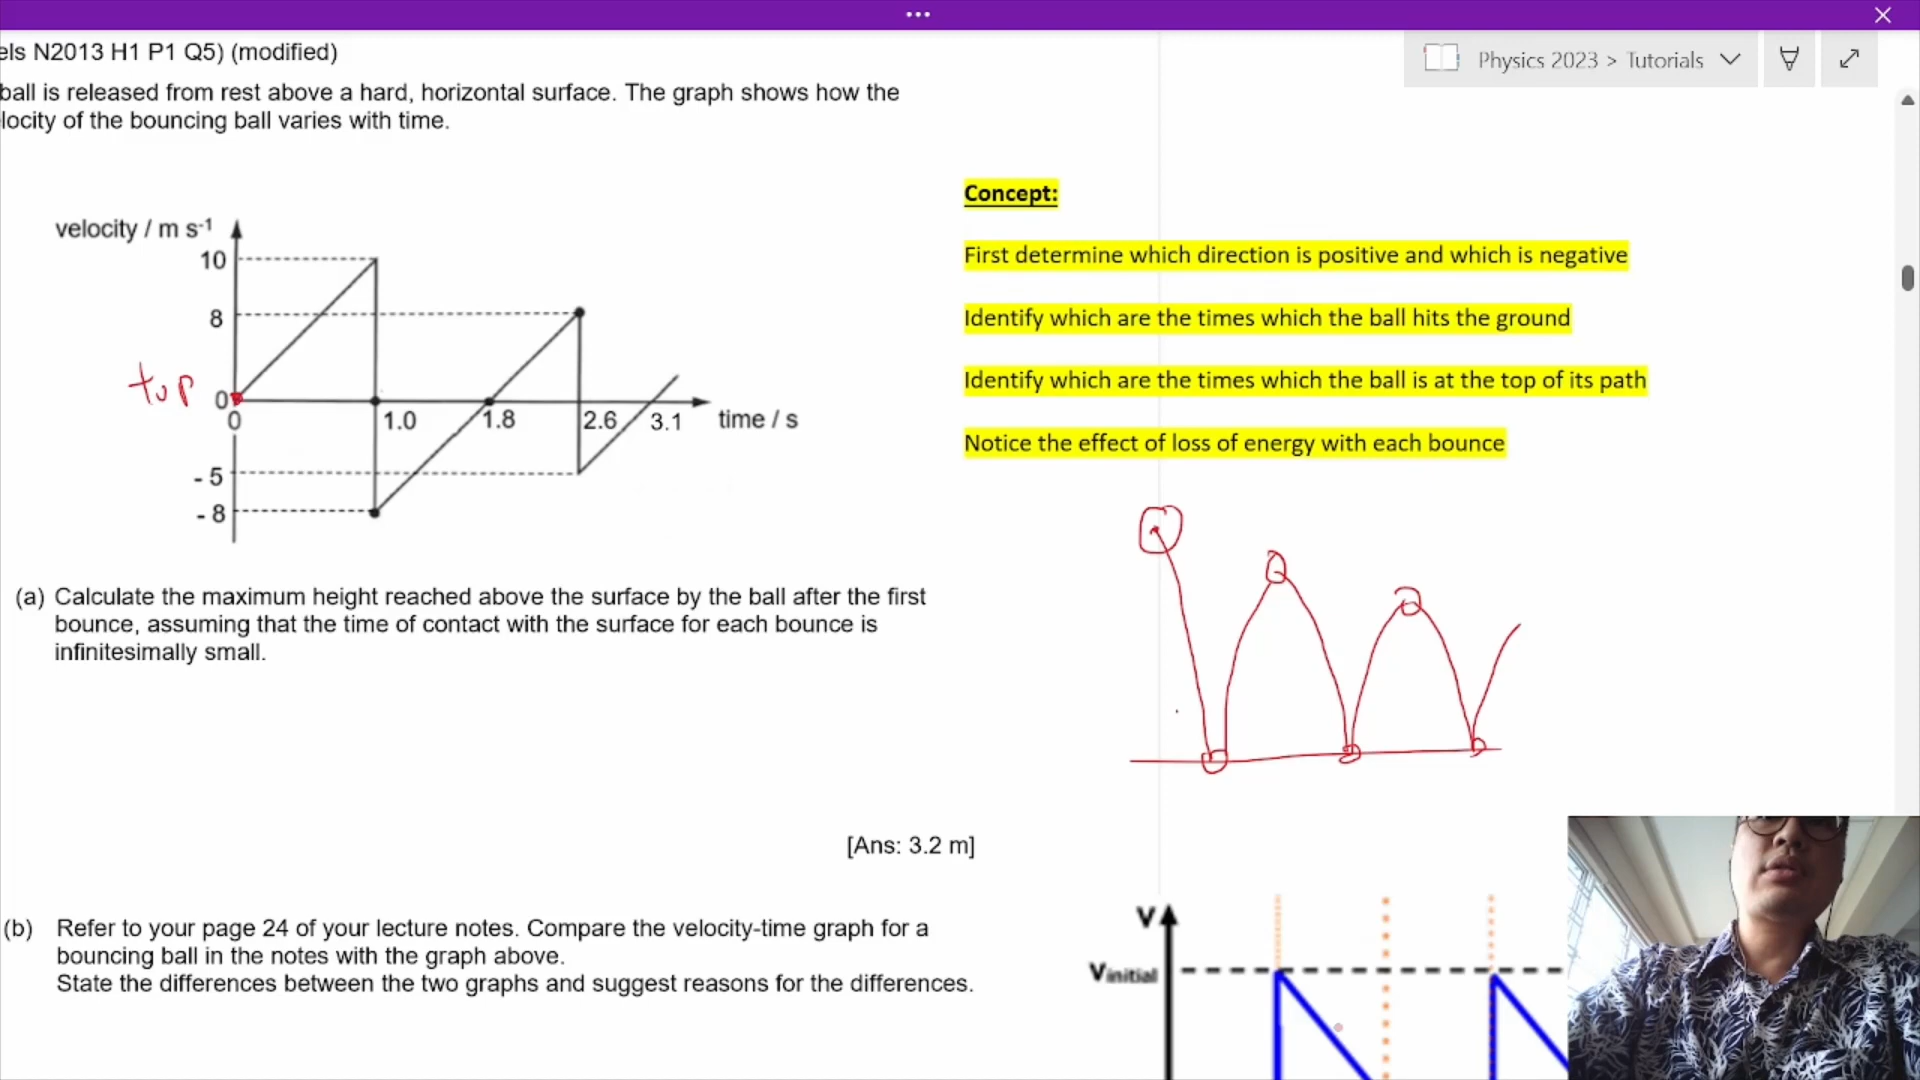 ...
els N2013 H1 P1 Q5) (modified)
Physics 2023 > Tutorials
ball is released from rest above a hard, horizontal surface. The graph shows how the
locity of the bouncing ball varies with time.
Concept:
First determine which direction is positive and which is negative
Identify which are the times which the ball hits the ground
Identify which are the times which the ball is at the top of its path
Notice the effect of loss of energy with each bounce
velocity / m s-1
10
8
top
0
0
1.0
1.8
2.6
3.1
time / s
- 5
- 8
(a) Calculate the maximum height reached above the surface by the ball after the first
bounce, assuming that the time of contact with the surface for each bounce is
infinitesimally small.
[Ans: 3.2 m]
(b) Refer to your page 24 of your lecture notes. Compare the velocity-time graph for a
bouncing ball in the notes with the graph above.
State the differences between the two graphs and suggest reasons for the differences.
V
Vinitial